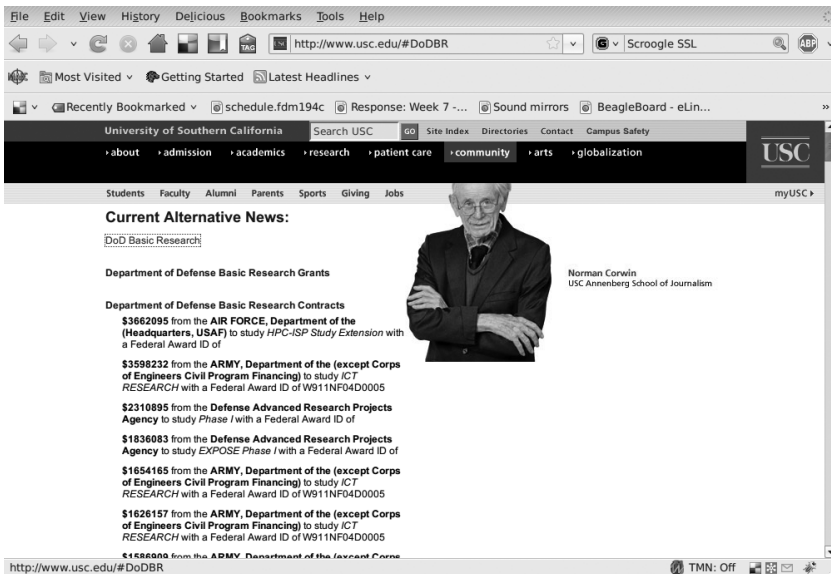 File Edit View History Delicious Bookmarks Tools Help
TAG http://www.usc.edu/#DoDBR Scroogle SSL ABP
Most Visited Getting Started Latest Headlines
Recently Bookmarked schedule.fdm194c Response: Week 7 -... Sound mirrors BeagleBoard - eLin... »
University of Southern California Search USC GO Site Index Directories Contact Campus Safety
about admission academics research patient care community arts globalization USC
Students Faculty Alumni Parents Sports Giving Jobs myUSC
Current Alternative News:
DoD Basic Research
Department of Defense Basic Research Grants
Norman Corwin
USC Annenberg School of Journalism
Department of Defense Basic Research Contracts
$3662095 from the AIR FORCE, Department of the
(Headquarters, USAF) to study HPC-ISP Study Extension with
a Federal Award ID of
$3598232 from the ARMY, Department of the (except Corps
of Engineers Civil Program Financing) to study ICT
RESEARCH with a Federal Award ID of W911NF04D0005
$2310895 from the Defense Advanced Research Projects
Agency to study Phase I with a Federal Award ID of
$1836083 from the Defense Advanced Research Projects
Agency to study EXPOSE Phase I with a Federal Award ID of
$1654165 from the ARMY, Department of the (except Corps
of Engineers Civil Program Financing) to study ICT
RESEARCH with a Federal Award ID of W911NF04D0005
$1626157 from the ARMY, Department of the (except Corps
of Engineers Civil Program Financing) to study ICT
RESEARCH with a Federal Award ID of W911NF04D0005
$1586909 from the ARMY, Department of the (except Corps
http://www.usc.edu/#DoDBR TMN: Off